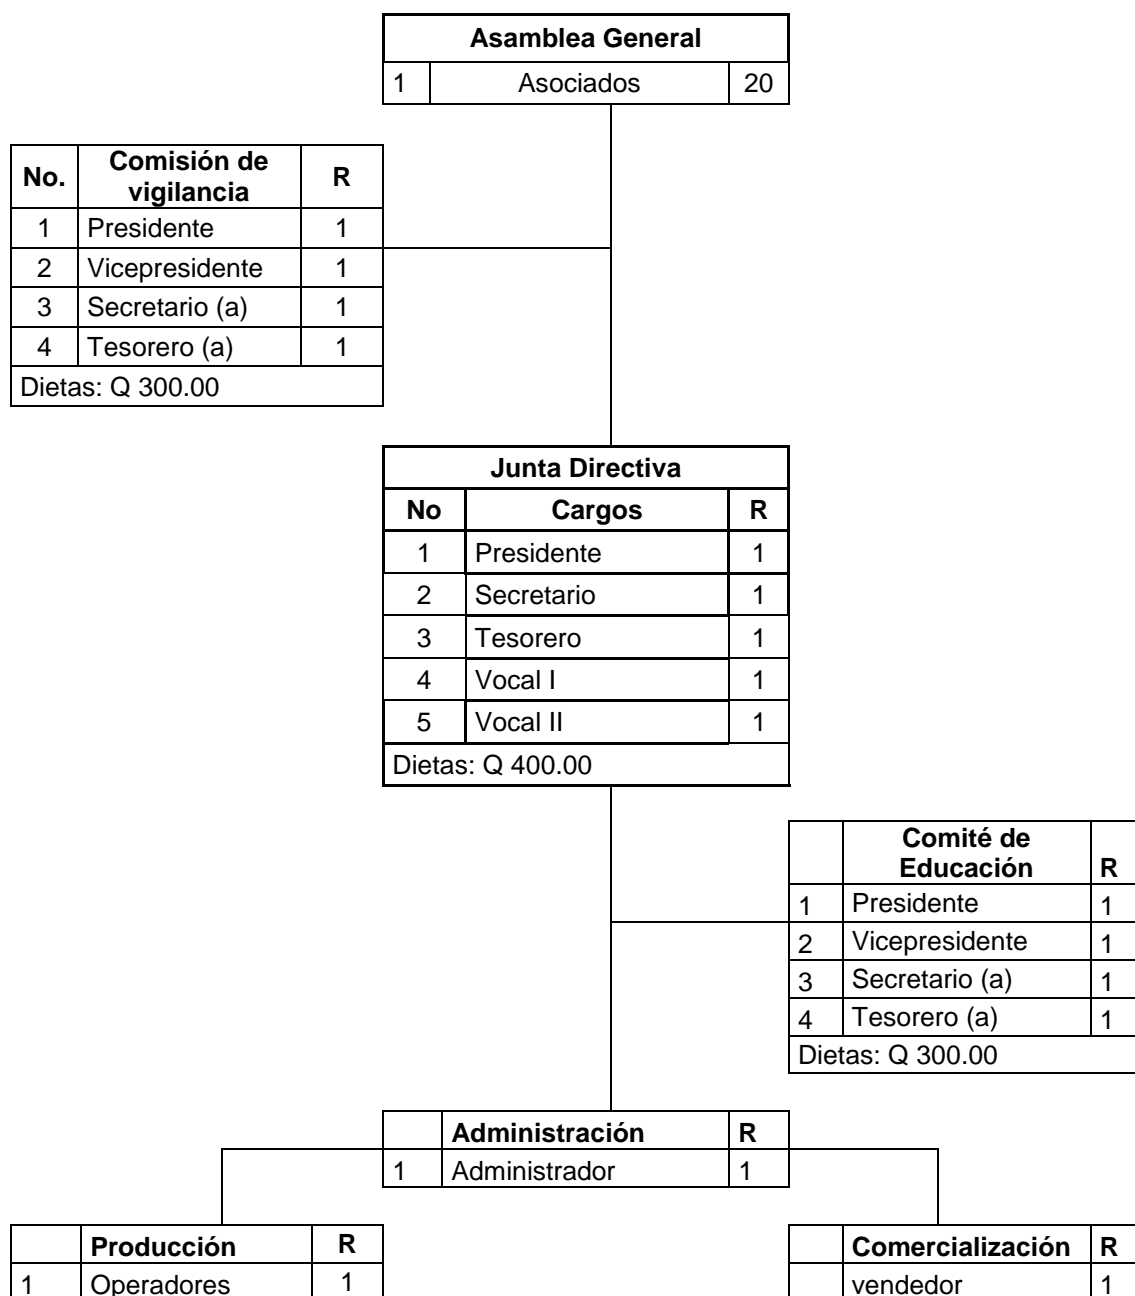 Asamblea General
1 Asociados 20
No. Comisión de vigilancia R
1 Presidente 1
2 Vicepresidente 1
3 Secretario (a) 1
4 Tesorero (a) 1
Dietas: Q 300.00
Junta Directiva
No Cargos R
1 Presidente 1
2 Secretario 1
3 Tesorero 1
4 Vocal I 1
5 Vocal II 1
Dietas: Q 400.00
Comité de Educación R
1 Presidente 1
2 Vicepresidente 1
3 Secretario (a) 1
4 Tesorero (a) 1
Dietas: Q 300.00
Administración R
1 Administrador 1
Producción R
1 Operadores 1
Comercialización R
vendedor 1